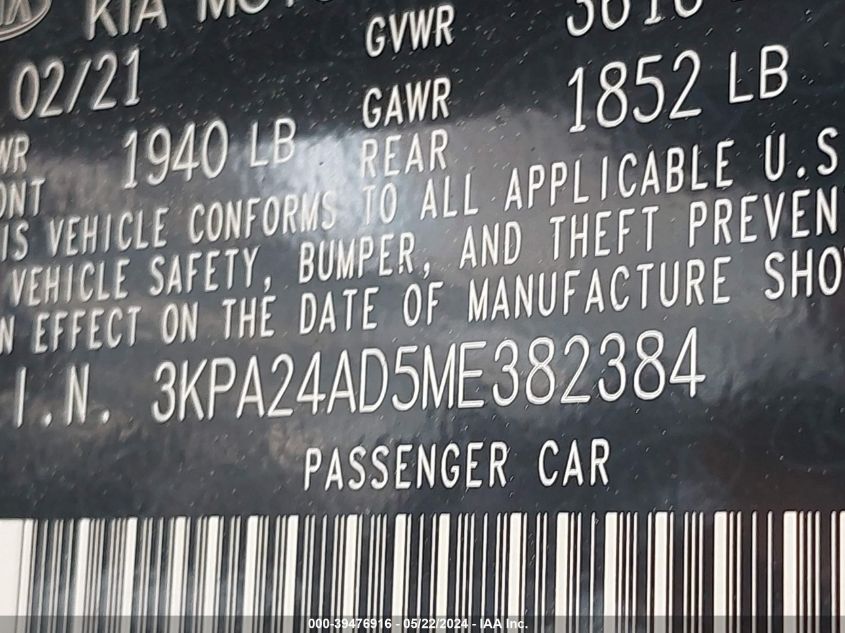 KIA
02/21
GVWR
1940 LB
GAWR
REAR
1852 LB
VEHICLE CONFORMS TO ALL APPLICABLE U.S
VEHICLE SAFETY, BUMPER, AND THEFT PREVEN
EFFECT ON THE DATE OF MANUFACTURE SHO
I.N. 3KPA24AD5ME382384
PASSENGER CAR
000-39476916 - 05/22/2024 - IAA Inc.